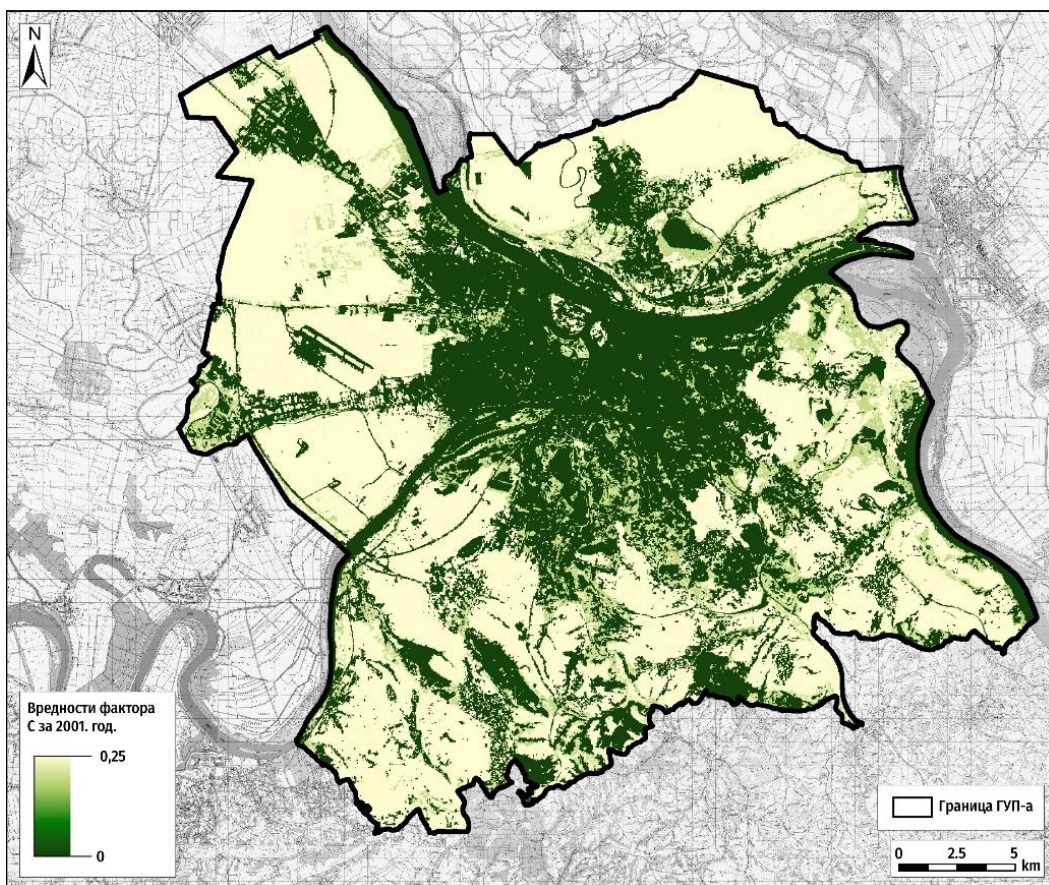 N
Вредности фактора
C за 2001. год.
0,25
0
Граница ГУП-а
0 2.5 5
km